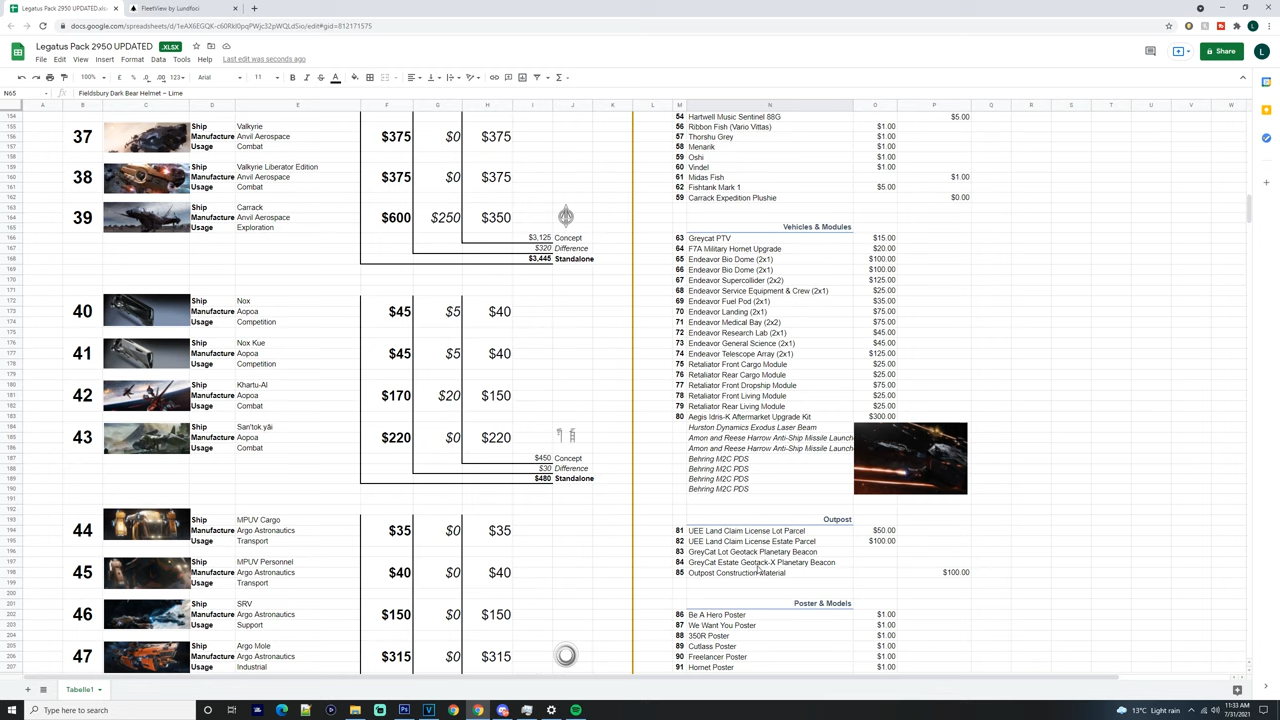 Legatus Pack 2950 UPDATED.xlsx
FleetView by Lundfoci
docs.google.com/spreadsheets/d/1eAX6EGQK-c60Rkl0pqPWjc32pWQLdSio/edit#gid=812171575
Legatus Pack 2950 UPDATED .XLSX
File Edit View Insert Format Data Tools Help Last edit was seconds ago
Share
L
100% £ % .0 .00 123 Arial 11
N65 Fieldsbury Dark Bear Helmet – Lime
A B C D E F G H I J K L M N O P Q R S T U V W
54 Hartwell Music Sentinel 88G $5.00
37 Ship Valkyrie
Manufacture Anvil Aerospace $375 $0 $375
Usage Combat
56 Ribbon Fish (Vario Vittas) $1.00
57 Thorshu Grey $1.00
58 Menarik $1.00
59 Oshi $1.00
38 Ship Valkyrie Liberator Edition
Manufacture Anvil Aerospace $375 $0 $375
Usage Combat
60 Vindel $1.00
61 Midas Fish $1.00
62 Fishtank Mark 1 $5.00
59 Carrack Expedition Plushie $0.00
39 Ship Carrack
Manufacture Anvil Aerospace $600 $250 $350
Usage Exploration
$3,125 Concept
$320 Difference
$3,445 Standalone
Vehicles & Modules
63 Greycat PTV $15.00
64 F7A Military Hornet Upgrade $20.00
65 Endeavor Bio Dome (2x1) $100.00
66 Endeavor Bio Dome (2x1) $100.00
67 Endeavor Supercollider (2x2) $125.00
68 Endeavor Service Equipment & Crew (2x1) $25.00
69 Endeavor Fuel Pod (2x1) $35.00
70 Endeavor Landing (2x1) $75.00
71 Endeavor Medical Bay (2x2) $75.00
72 Endeavor Research Lab (2x1) $45.00
73 Endeavor General Science (2x1) $45.00
74 Endeavor Telescope Array (2x1) $125.00
75 Retaliator Front Cargo Module $25.00
76 Retaliator Rear Cargo Module $25.00
77 Retaliator Front Dropship Module $75.00
78 Retaliator Front Living Module $25.00
79 Retaliator Rear Living Module $25.00
80 Aegis Idris-K Aftermarket Upgrade Kit $300.00
Hurston Dynamics Exodus Laser Beam
Amon and Reese Harrow Anti-Ship Missile Launch
Amon and Reese Harrow Anti-Ship Missile Launch
Behring M2C PDS
Behring M2C PDS
Behring M2C PDS
Behring M2C PDS
40 Ship Nox
Manufacture Aopoa $45 $5 $40
Usage Competition
41 Ship Nox Kue
Manufacture Aopoa $45 $5 $40
Usage Competition
42 Ship Khartu-Al
Manufacture Aopoa $170 $20 $150
Usage Combat
43 Ship San'tok.yāi
Manufacture Aopoa $220 $0 $220
Usage Combat
$450 Concept
$30 Difference
$480 Standalone
Outpost
81 UEE Land Claim License Lot Parcel $50.00
82 UEE Land Claim License Estate Parcel $100.00
83 GreyCat Lot Geotack Planetary Beacon
84 GreyCat Estate Geotack-X Planetary Beacon
85 Outpost Construction Material $100.00
44 Ship MPUV Cargo
Manufacture Argo Astronautics $35 $0 $35
Usage Transport
45 Ship MPUV Personnel
Manufacture Argo Astronautics $40 $0 $40
Usage Transport
46 Ship SRV
Manufacture Argo Astronautics $150 $0 $150
Usage Support
47 Ship Argo Mole
Manufacture Argo Astronautics $315 $0 $315
Usage Industrial
Poster & Models
86 Be A Hero Poster $1.00
87 We Want You Poster $1.00
88 350R Poster $1.00
89 Cutlass Poster $1.00
90 Freelancer Poster $1.00
91 Hornet Poster $1.00
Tabelle1
Type here to search
13°C Light rain
11:33 AM
7/31/2021